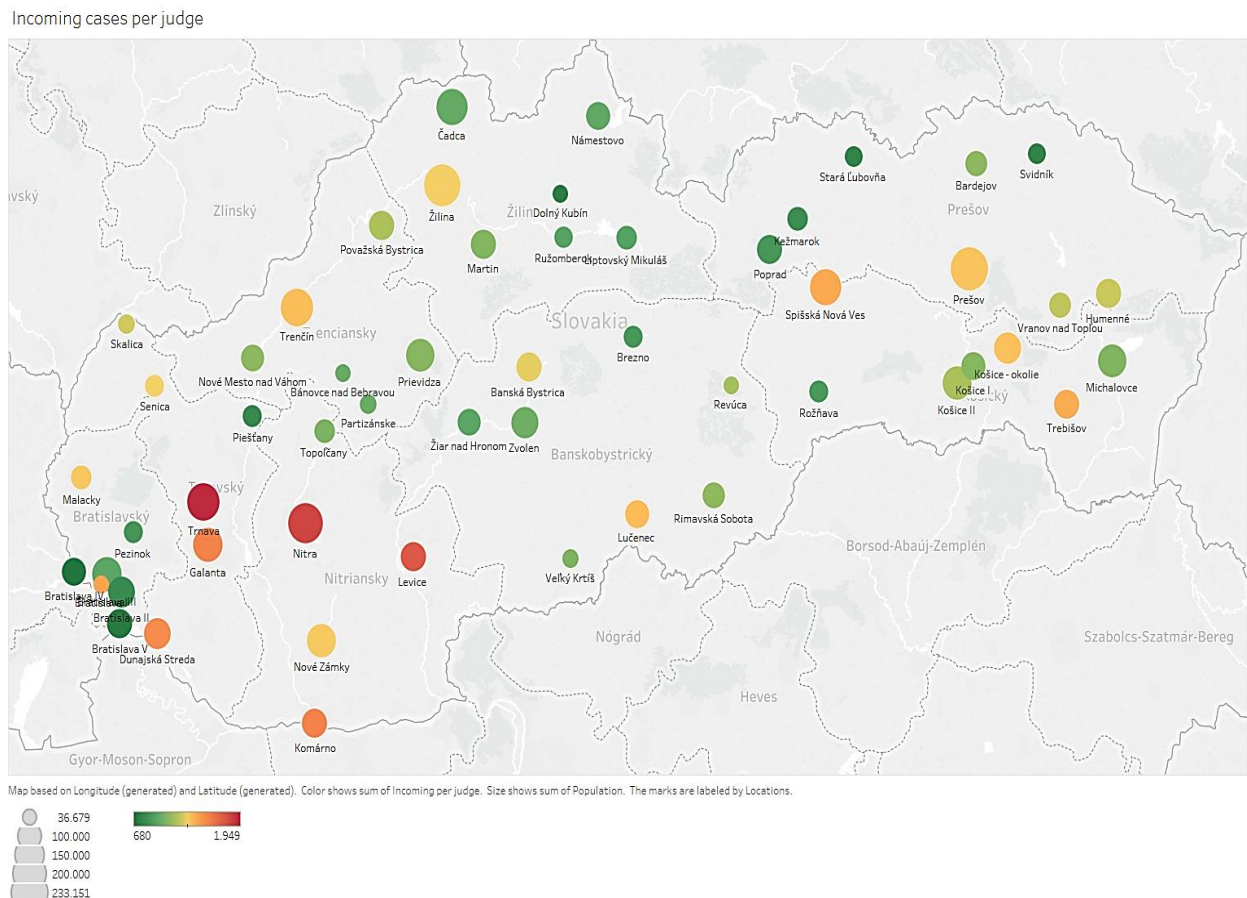 Incoming cases per judge
Čadca
Námestovo
Stará Ľubovňa
Bardejov
Svidník
Prešov
Zlínský
Žilina
Dolný Kubín
Považská Bystrica
Martin
Ružomberok
Liptovský Mikuláš
Kežmarok
Poprad
Spišská Nová Ves
Prešov
Vranov nad Topľou
Humenné
Trenčín
Slovakia
Skalica
Brezno
Nové Mesto nad Váhom
Bánovce nad Bebravou
Prievidza
Banská Bystrica
Košice - okolie
Košice I
Michalovce
Senica
Partizánske
Revúca
Rožňava
Košice II
Trebišov
Piešťany
Topoľčany
Žiar nad Hronom
Zvolen
Banskobystrický
Malacky
Bratislavský
Trnava
Rimavská Sobota
Lučenec
Nitra
Pezinok
Galanta
Nitriansky
Levice
Veľký Krtíš
Borsod-Abaúj-Zemplén
Bratislava IV
Bratislava II
Bratislava V
Dunajská Streda
Nové Zámky
Nógrád
Szabolcs-Szatmár-Bereg
Heves
Komárno
Gyor-Moson-Sopron
Map based on Longitude (generated) and Latitude (generated). Color shows sum of Incoming per judge. Size shows sum of Population. The marks are labeled by Locations.
36.679
100.000
150.000
200.000
233.151
680 1.949